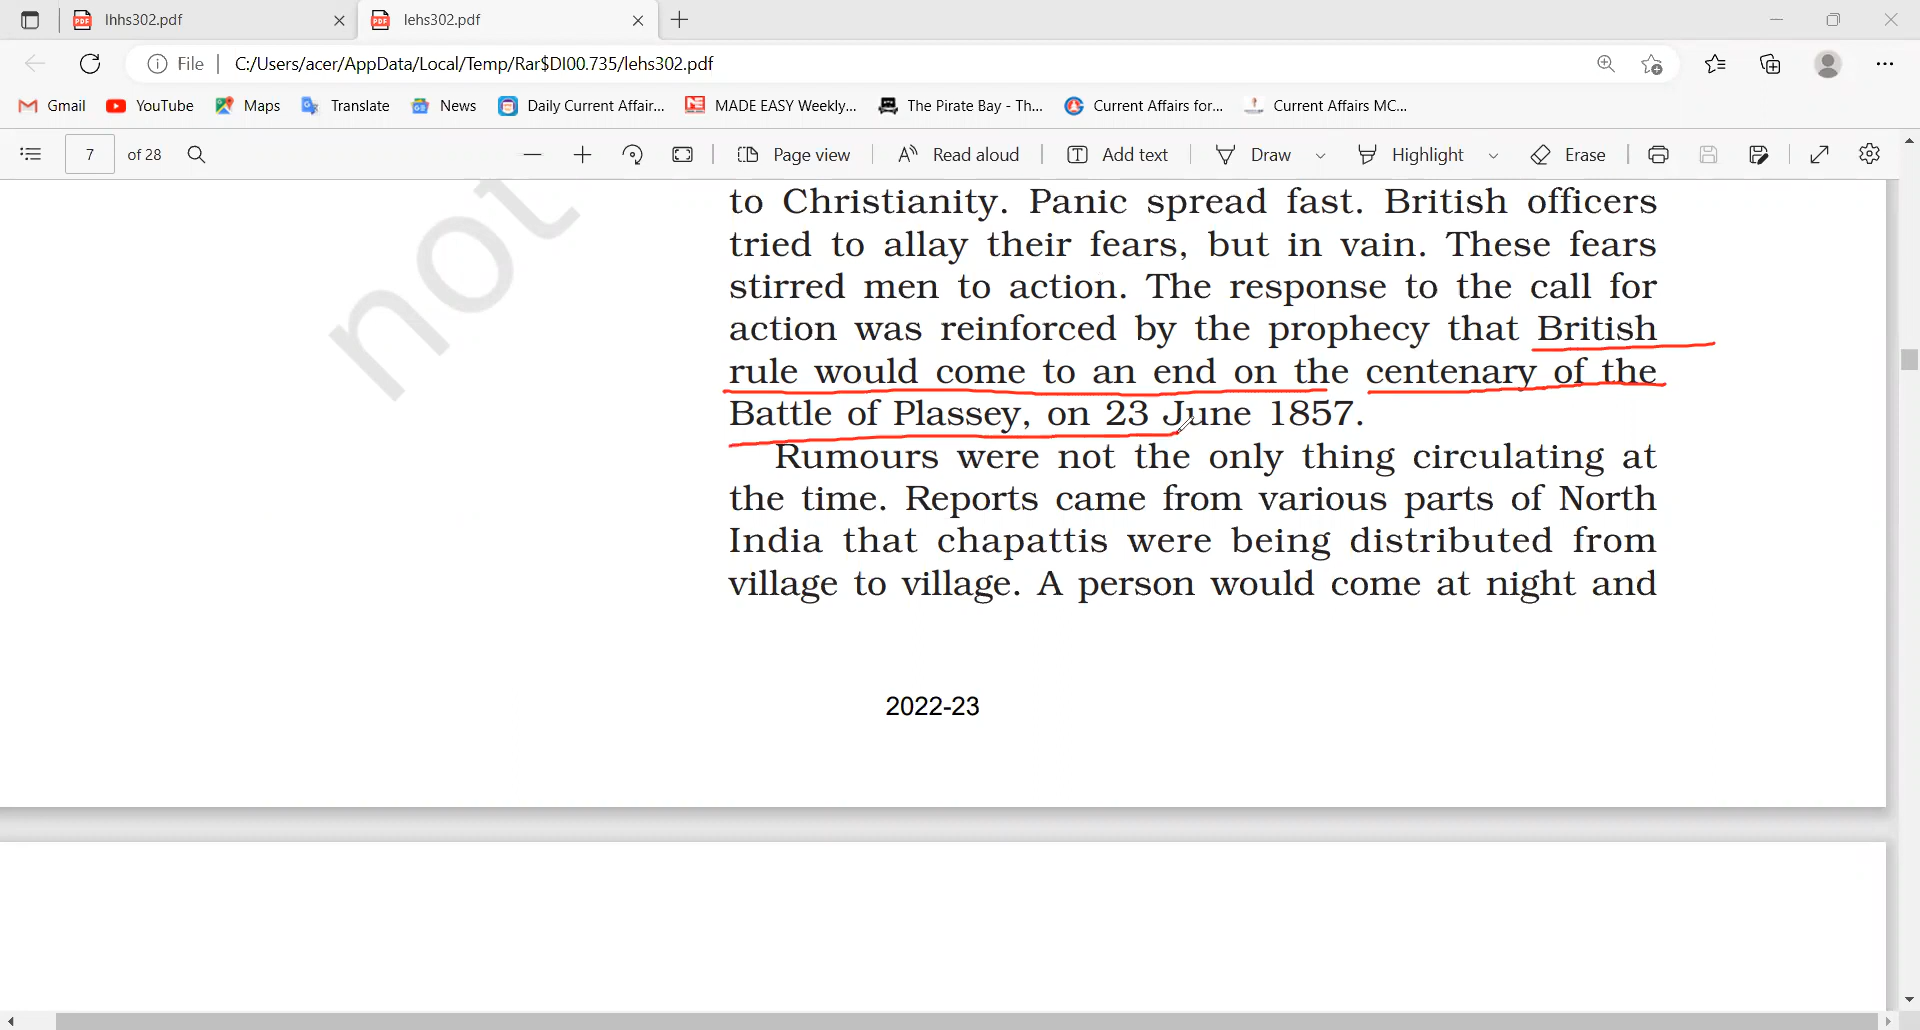 lhhs302.pdf
lehs302.pdf
File
C:/Users/acer/AppData/Local/Temp/Rar$DI00.735/lehs302.pdf
Gmail
YouTube
Maps
Translate
News
Daily Current Affair...
MADE EASY Weekly...
The Pirate Bay - Th...
Current Affairs for...
Current Affairs MC...
7 of 28
Page view
Read aloud
Add text
Draw
Highlight
Erase
not
to Christianity. Panic spread fast. British officers
tried to allay their fears, but in vain. These fears
stirred men to action. The response to the call for
action was reinforced by the prophecy that British
rule would come to an end on the centenary of the
Battle of Plassey, on 23 June 1857.
Rumours were not the only thing circulating at
the time. Reports came from various parts of North
India that chapattis were being distributed from
village to village. A person would come at night and
2022-23